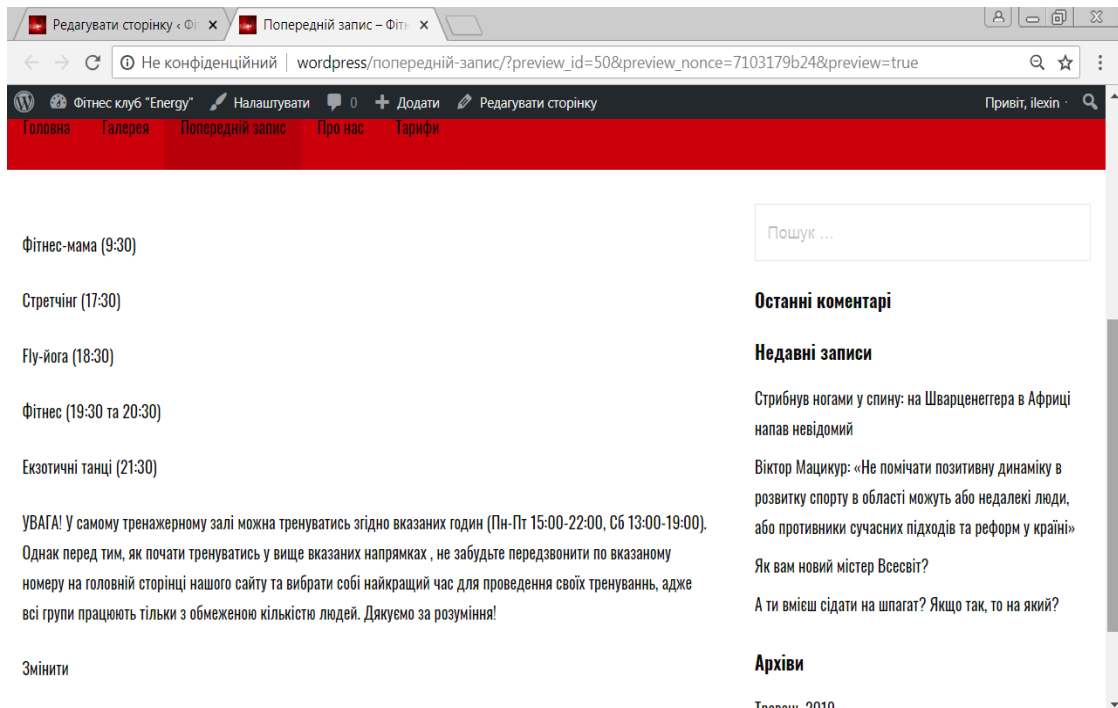 Редагувати сторінку ‹ Фі
Попередній запис – Фітн
Не конфіденційний | wordpress/попередній-запис/?preview_id=50&preview_nonce=7103179b24&preview=true
Фітнес клуб "Energy" Налаштувати 0 Додати Редагувати сторінку Привіт, ilexin
Головна Галерея Попередній запис Про нас Тарифи
Фітнес-мама (9:30)
Стретчінг (17:30)
Fly-йога (18:30)
Фітнес (19:30 та 20:30)
Екзотичні танці (21:30)
УВАГА! У самому тренажерному залі можна тренуватись згідно вказаних годин (Пн-Пт 15:00-22:00, Сб 13:00-19:00).
Однак перед тим, як почати тренуватись у вище вказаних напрямках , не забудьте передзвонити по вказаному
номеру на головній сторінці нашого сайту та вибрати собі найкращий час для проведення своїх тренуваннь, адже
всі групи працюють тільки з обмеженою кількістю людей. Дякуємо за розуміння!
Змінити
Пошук …
Останні коментарі
Недавні записи
Стрибнув ногами у спину: на Шварценеггера в Африці
напав невідомий
Віктор Мацикур: «Не помічати позитивну динаміку в
розвитку спорту в області можуть або недалекі люди,
або противники сучасних підходів та реформ у країні»
Як вам новий містер Всесвіт?
А ти вмієш сідати на шпагат? Якщо так, то на який?
Архіви
Травень 2019